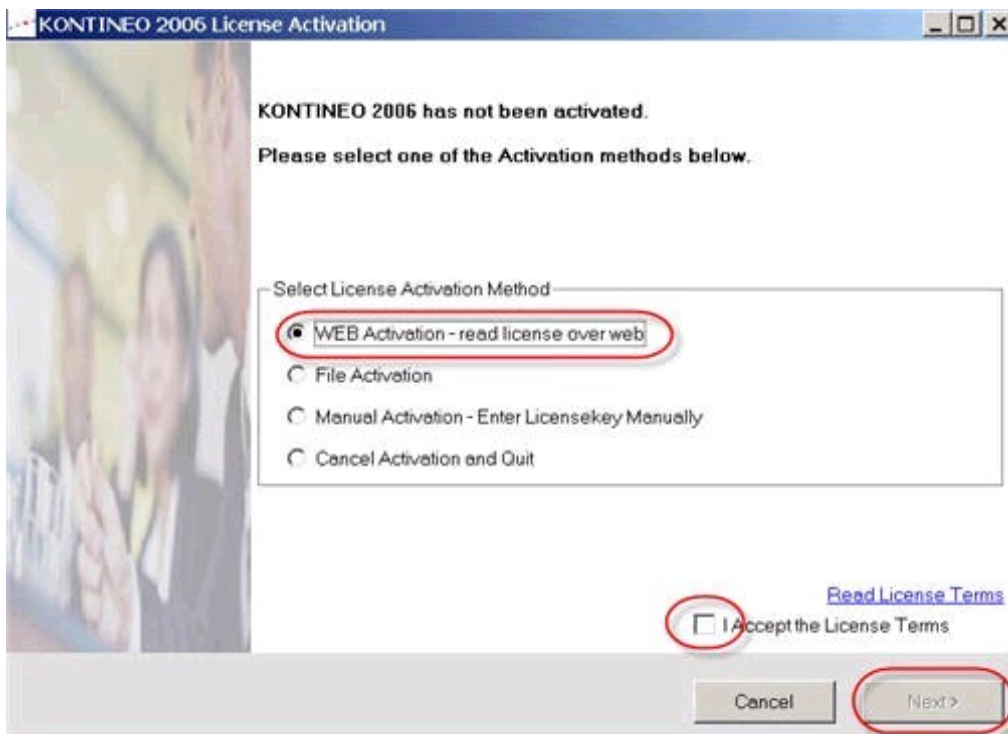 KONTINEO 2006 License Activation
KONTINEO 2006 has not been activated.
Please select one of the Activation methods below.
Select License Activation Method
WEB Activation - read license over web
File Activation
Manual Activation - Enter Licensekey Manually
Cancel Activation and Quit
Read License Terms
I Accept the License Terms
Cancel
Next >